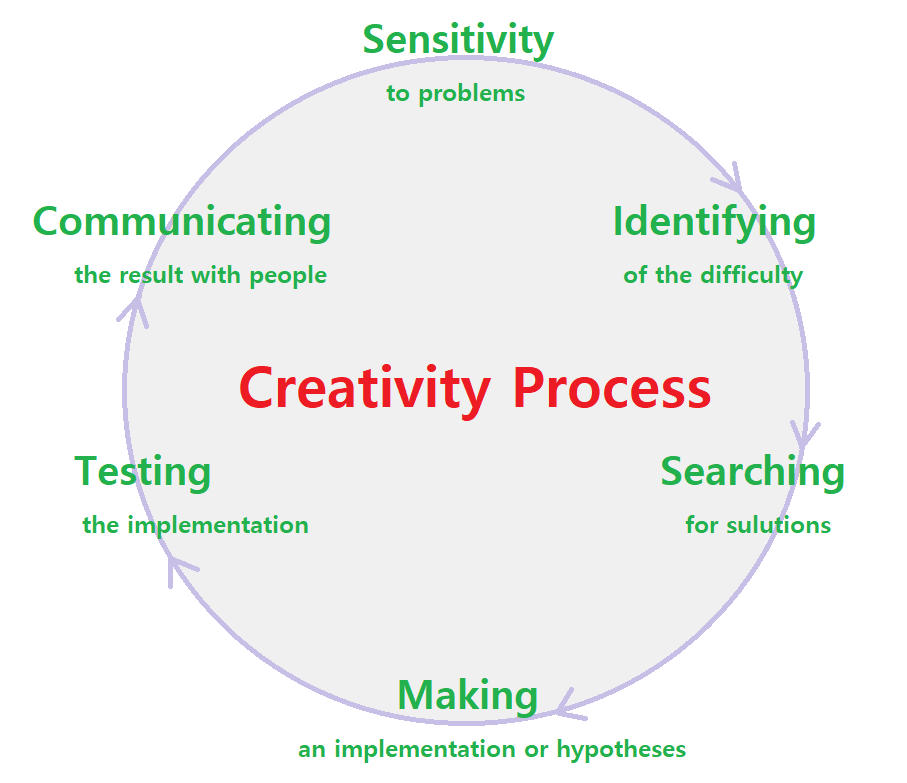 Sensitivity
to problems
Communicating
the result with people
Identifying
of the difficulty
Creativity Process
Testing
the implementation
Searching
for sulutions
Making
an implementation or hypotheses